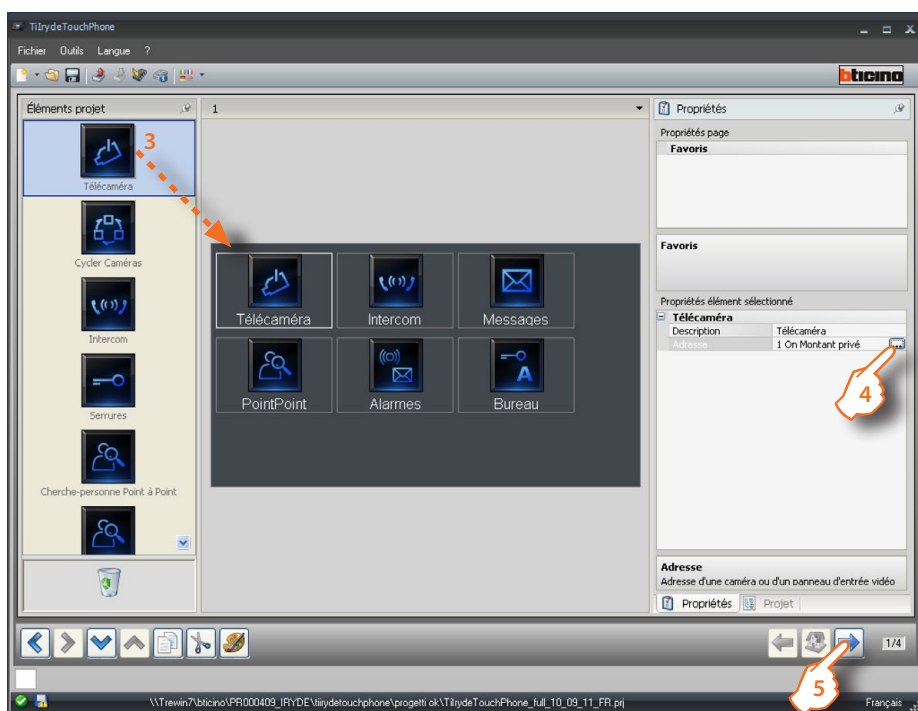 TiIrydeTouchPhone
Fichier Outils Langue ?
bticino
Éléments projet
1
Propriétés
Télécaméra
3
Cycler Caméras
Intercom
Serrures
Cherche-personne Point à Point
Télécaméra Intercom Messages
PointPoint Alarmes Bureau
A
Propriétés page
Favoris
Favoris
Propriétés élément sélectionné
Télécaméra
Description Télécaméra
Adresse 1 On Montant privé ...
4
Adresse
Adresse d'une caméra ou d'un panneau d'entrée vidéo
Propriétés Projet
1/4
5
\\Trewin7\bticino\PR000409_IRYDE\tiirydetouchphone\progetti ok\TiIrydeTouchPhone_full_10_09_11_FR.prj
Français